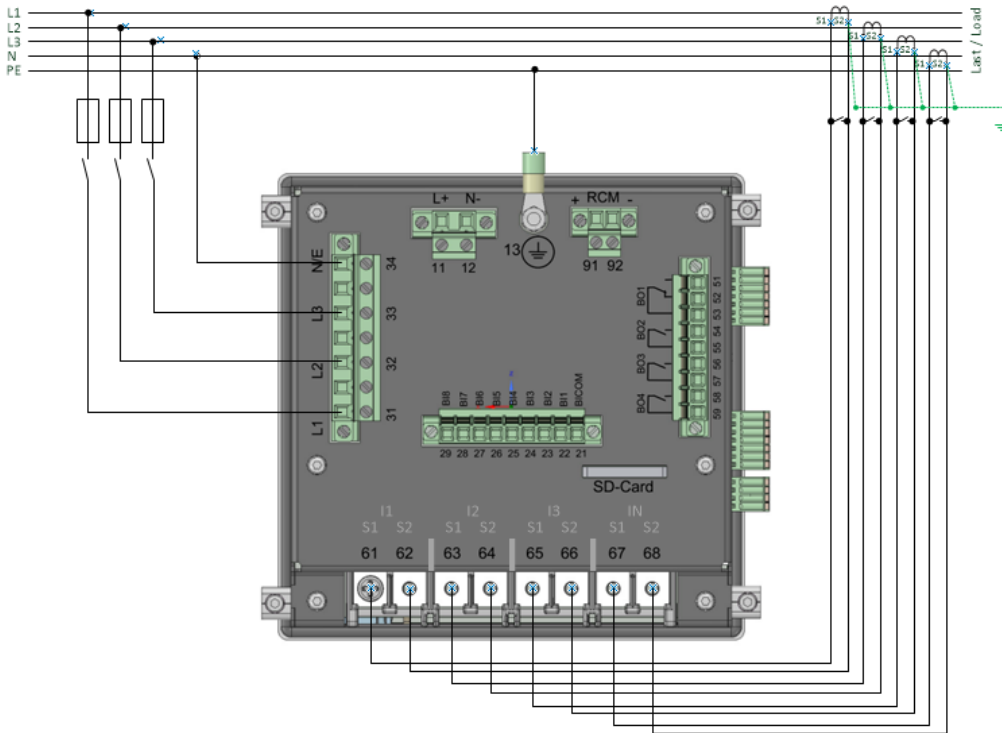 L1
L2
L3
N
PE
Last / Load
S1 S2
S1 S2
S1 S2
S1 S2
L+ N-
11 12
13
+ RCM -
91 92
N/E
L3
L2
L1
34
33
32
31
BO1
BO2
BO3
BO4
51
52
53
54
55
56
57
58
59
BI8 BI7 BI6 BI5 BI4 BI3 BI2 BI1 BICOM
29 28 27 26 25 24 23 22 21
SD-Card
I1 I2 I3 IN
S1 S2 S1 S2 S1 S2 S1 S2
61 62 63 64 65 66 67 68